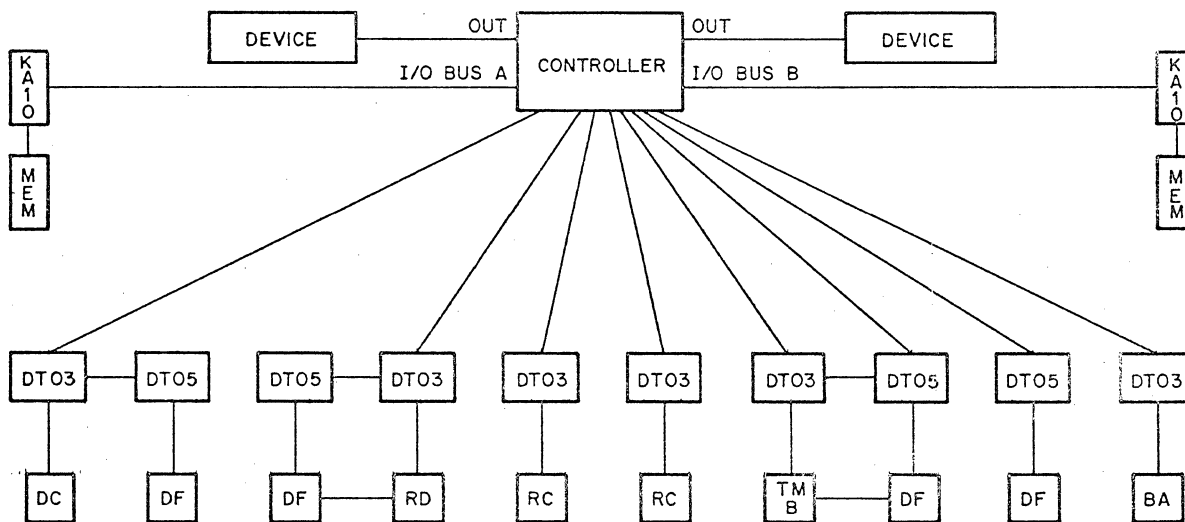 DEVICE
OUT
CONTROLLER
OUT
DEVICE
KA10
I/O BUS A
I/O BUS B
KA10
MEM
MEM
DT03
DT05
DT05
DT03
DT03
DT03
DT03
DT05
DT05
DT03
DC
DF
DF
RD
RC
RC
TM
B
DF
DF
BA